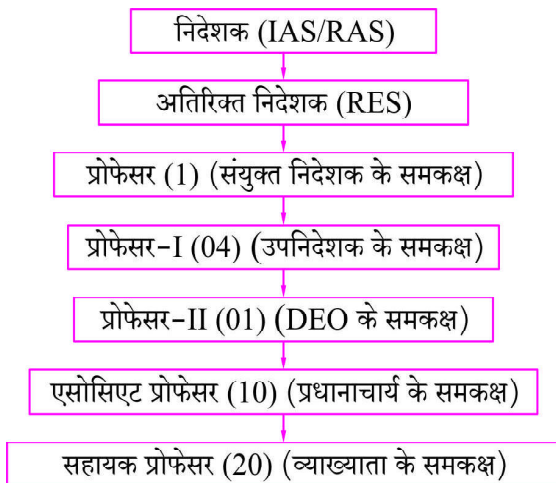 निदेशक (IAS/RAS)
अतिरिक्त निदेशक (RES)
प्रोफेसर (1) (संयुक्त निदेशक के समकक्ष)
प्रोफेसर-I (04) (उपनिदेशक के समकक्ष)
प्रोफेसर-II (01) (DEO के समकक्ष)
एसोसिएट प्रोफेसर (10) (प्रधानाचार्य के समकक्ष)
सहायक प्रोफेसर (20) (व्याख्याता के समकक्ष)